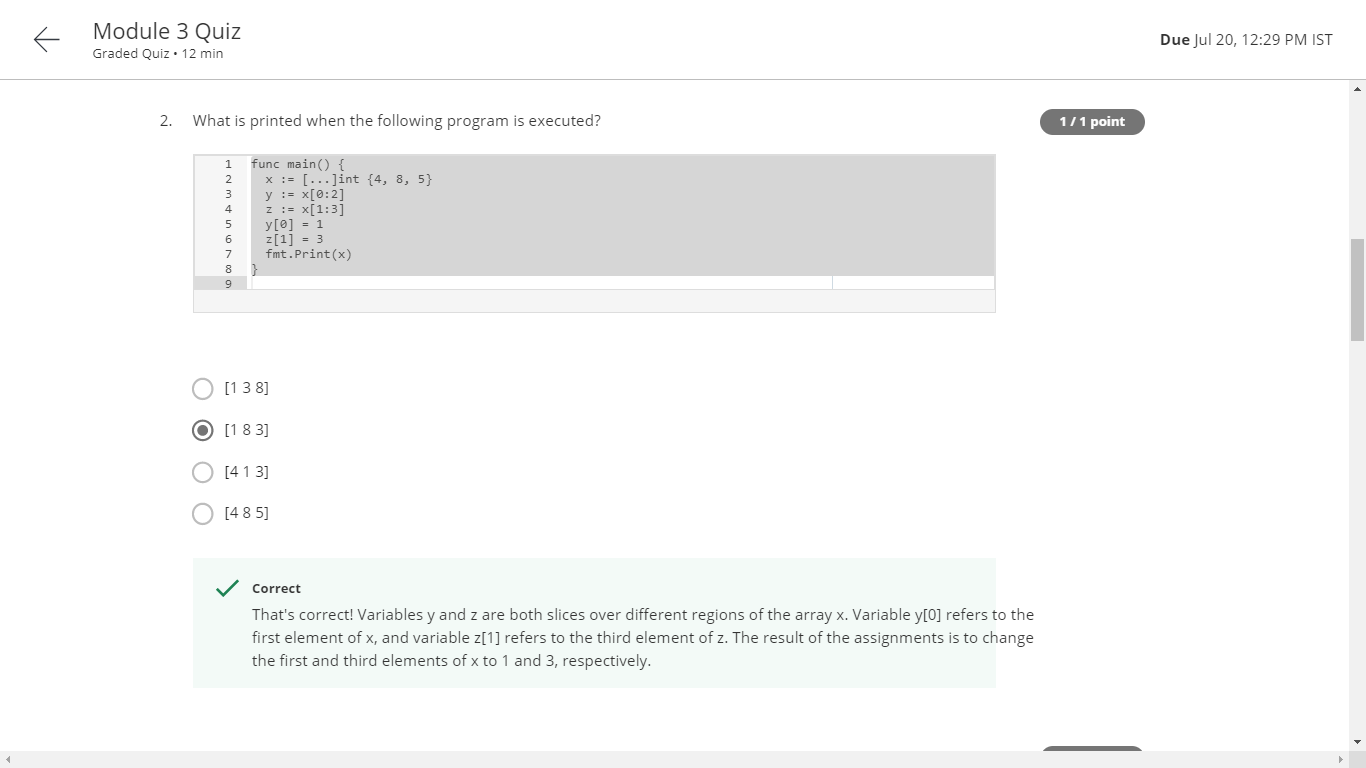 Module 3 Quiz
Graded Quiz • 12 min
Due Jul 20, 12:29 PM IST
2. What is printed when the following program is executed?
1 / 1 point
1 func main() {
2   x := [...]int {4, 8, 5}
3   y := x[0:2]
4   z := x[1:3]
5   y[0] = 1
6   z[1] = 3
7   fmt.Print(x)
8 }
9
[1 3 8]
[1 8 3]
[4 1 3]
[4 8 5]
Correct
That's correct! Variables y and z are both slices over different regions of the array x. Variable y[0] refers to the
first element of x, and variable z[1] refers to the third element of z. The result of the assignments is to change
the first and third elements of x to 1 and 3, respectively.